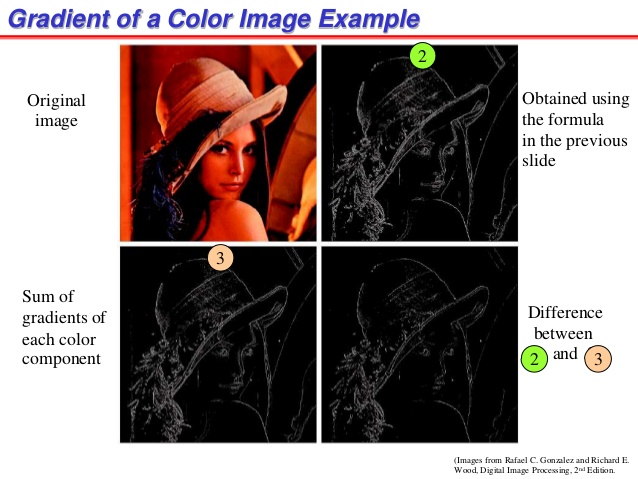 Gradient of a Color Image Example
Original
image
2
Obtained using
the formula
in the previous
slide
3
Sum of
gradients of
each color
component
Difference
between
2 and 3
(Images from Rafael C. Gonzalez and Richard E.
Wood, Digital Image Processing, 2nd Edition.